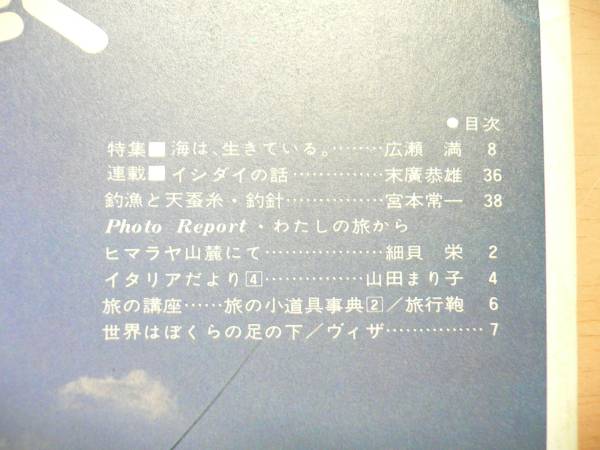 ●目次
特集■海は、生きている。………広瀬 満 8
連載■イシダイの話……………末廣恭雄 36
釣漁と天蚕糸・釣針……………宮本常一 38
Photo Report・わたしの旅から
ヒマラヤ山麓にて………………細貝 栄 2
イタリアだより4………………山田まり子 4
旅の講座……旅の小道具事典2／旅行鞄 6
世界はぼくらの足の下／ヴィザ……………7